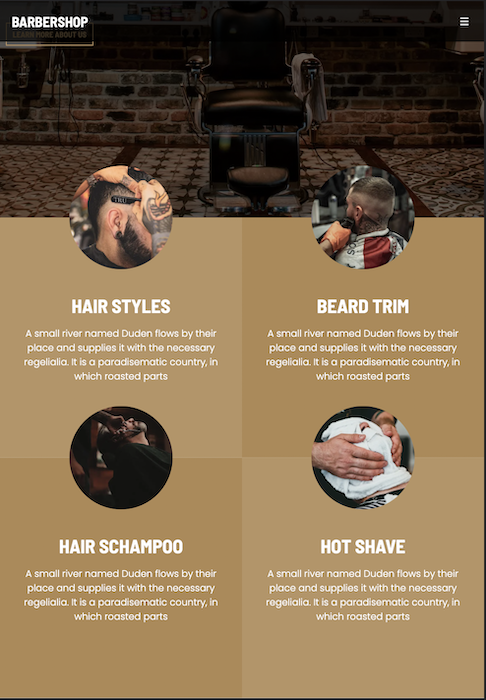 BARBERSHOP
LEARN MORE ABOUT US
TRU
HAIR STYLES
A small river named Duden flows by their
place and supplies it with the necessary
regelialia. It is a paradisematic country, in
which roasted parts
BEARD TRIM
A small river named Duden flows by their
place and supplies it with the necessary
regelialia. It is a paradisematic country, in
which roasted parts
HAIR SCHAMPOO
A small river named Duden flows by their
place and supplies it with the necessary
regelialia. It is a paradisematic country, in
which roasted parts
HOT SHAVE
A small river named Duden flows by their
place and supplies it with the necessary
regelialia. It is a paradisematic country, in
which roasted parts